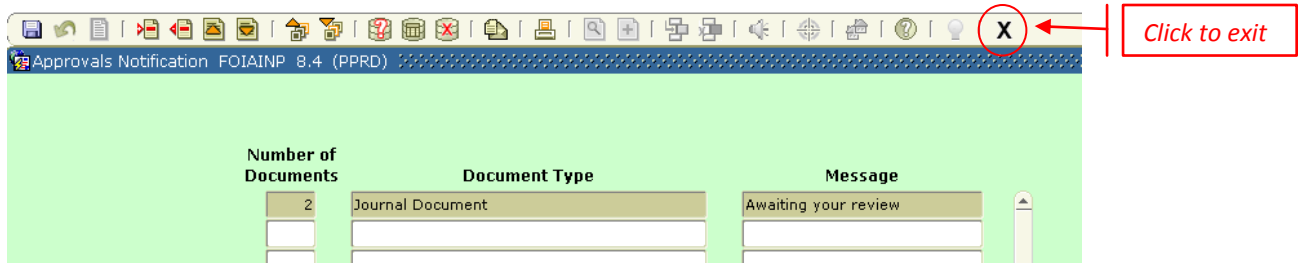 X
Click to exit
Approvals Notification FOIAINP 8.4 (PPRD)
Number of
Documents Document Type Message
2 Journal Document Awaiting your review